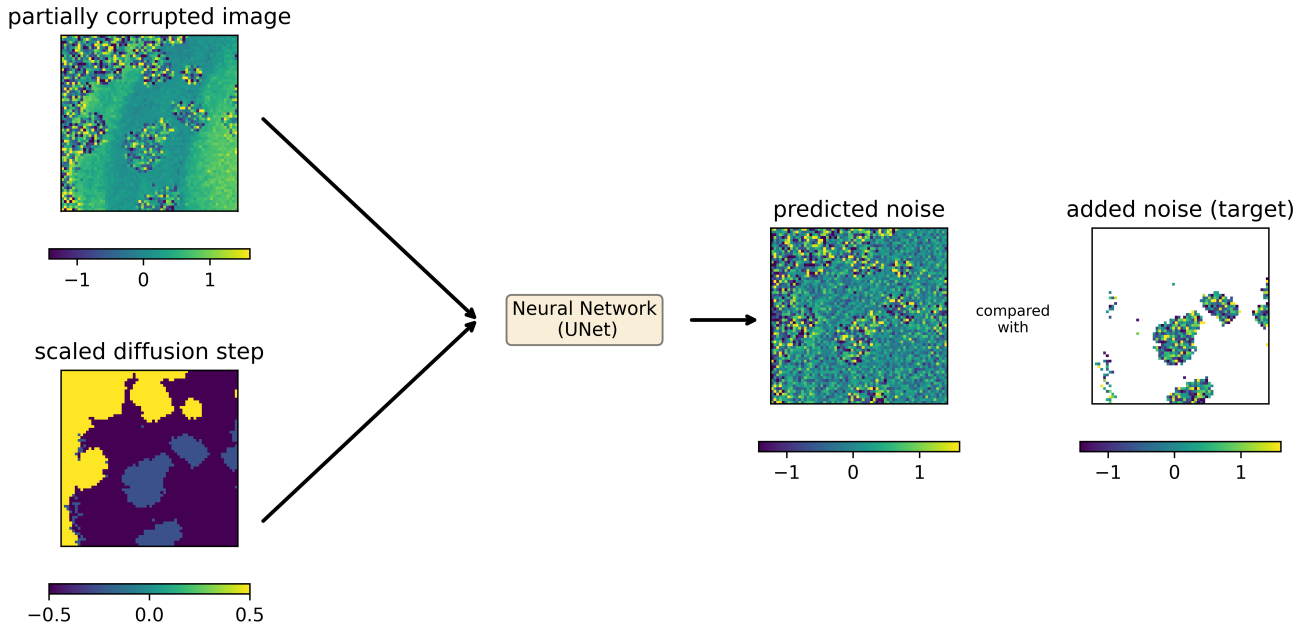 partially corrupted image
−1 0 1
scaled diffusion step
−0.5 0.0 0.5
Neural Network
(UNet)
predicted noise
−1 0 1
compared
with
added noise (target)
−1 0 1